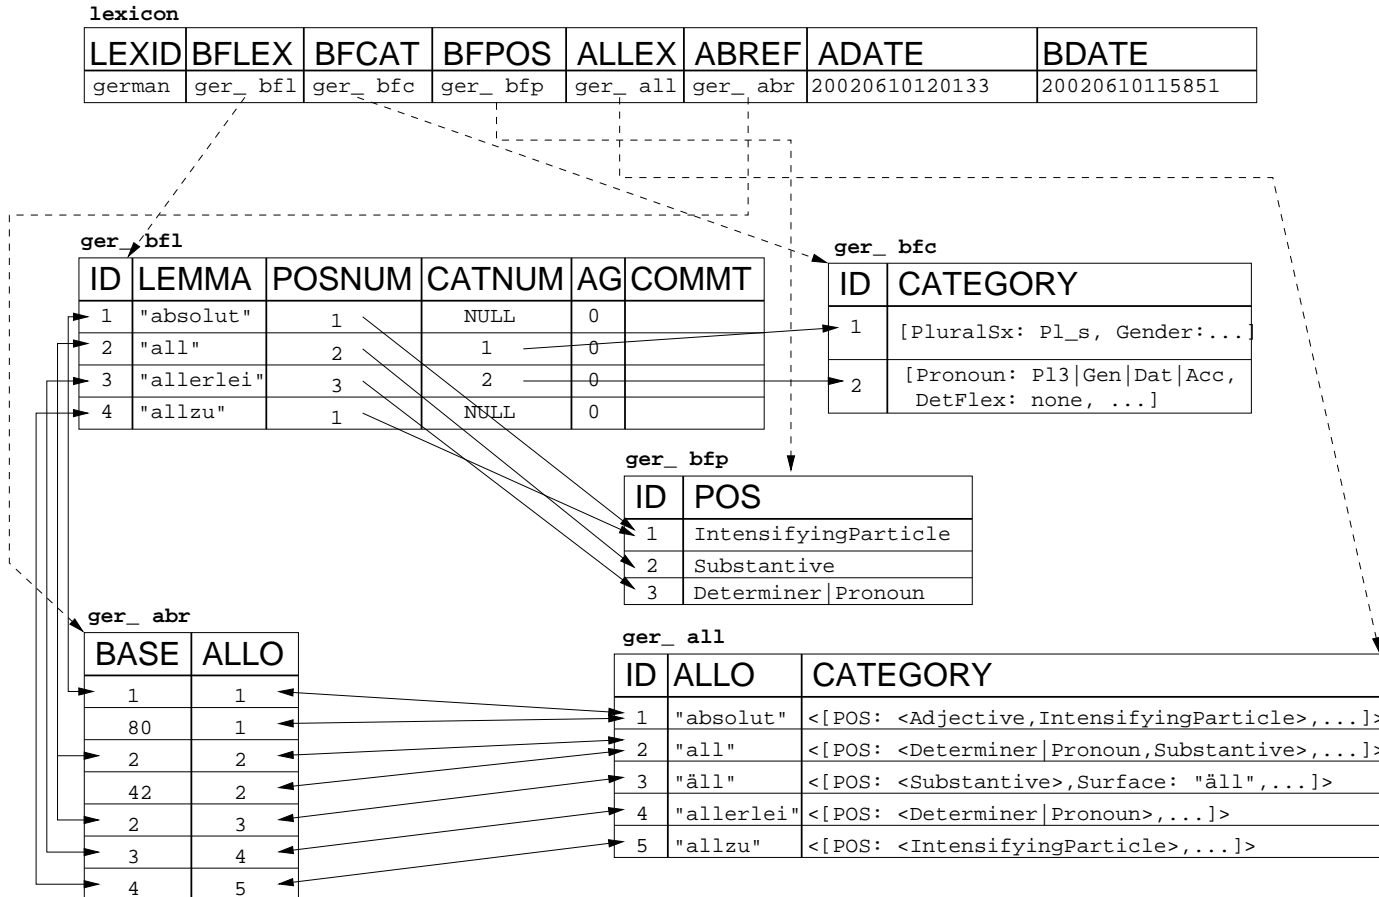 lexicon
LEXID BFLEX BFCAT BFPOS ALLEX ABREF ADATE BDATE
german ger_ bfl ger_ bfc ger_ bfp ger_ all ger_ abr 20020610120133 20020610115851
ger_ bfl
ID LEMMA POSNUM CATNUM AG COMMT
1 "absolut" 1 NULL 0
2 "all" 2 1 0
3 "allerlei" 3 2 0
4 "allzu" 1 NULL 0
ger_ bfc
ID CATEGORY
1 [PluralSx: Pl_s, Gender:...]
2 [Pronoun: Pl3|Gen|Dat|Acc,
DetFlex: none, ...]
ger_ bfp
ID POS
1 IntensifyingParticle
2 Substantive
3 Determiner|Pronoun
ger_ abr
BASE ALLO
1 1
80 1
2 2
42 2
2 3
3 4
4 5
ger_ all
ID ALLO CATEGORY
1 "absolut" <[POS: <Adjective,IntensifyingParticle>,...]>
2 "all" <[POS: <Determiner|Pronoun,Substantive>,...]>
3 "äll" <[POS: <Substantive>,Surface: "äll",...]>
4 "allerlei" <[POS: <Determiner|Pronoun>,...]>
5 "allzu" <[POS: <IntensifyingParticle>,...]>